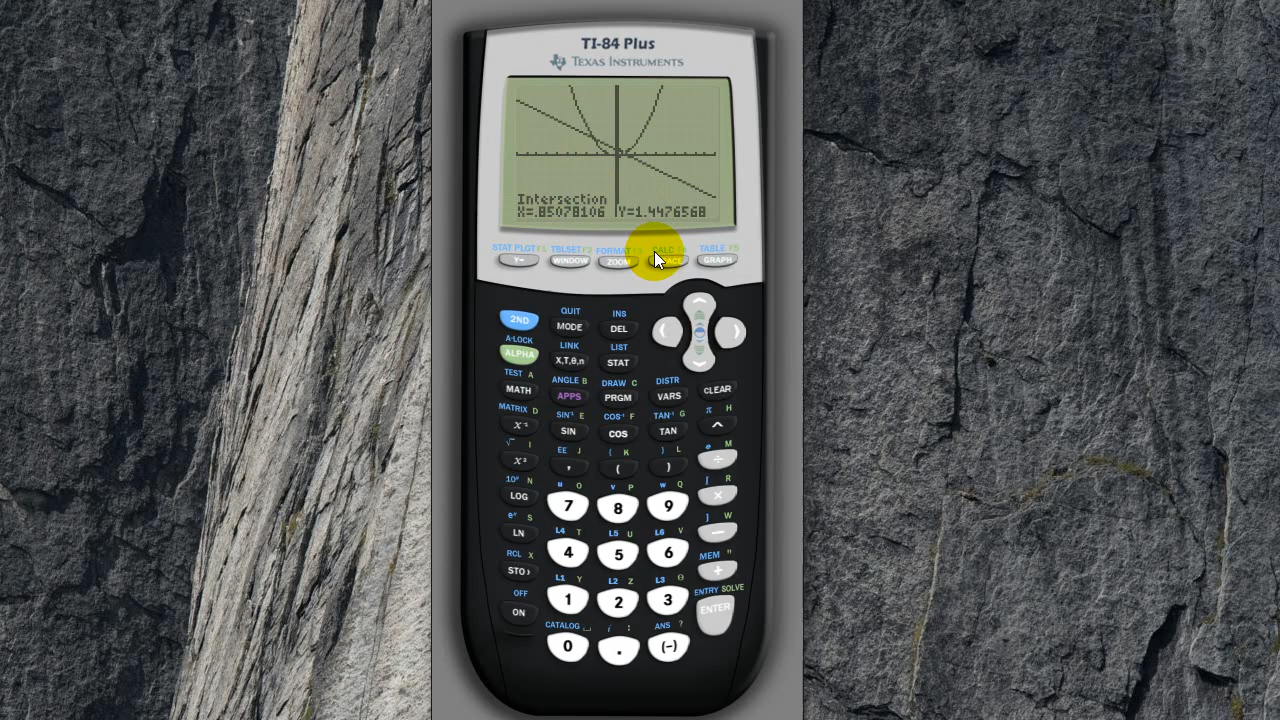 TI-84 Plus
TEXAS INSTRUMENTS
Intersection
X=.85078106 Y=1.4476568
STAT PLOT F1 TBLSET F2 FORMAT CALC TABLE F5
Y= WINDOW ZOOM GRAPH
QUIT INS
2ND MODE DEL
A-LOCK LINK LIST
ALPHA X,T,θ,n STAT
TEST A ANGLE B DRAW C DISTR
MATH APPS PRGM VARS CLEAR
MATRIX D SIN⁻¹ E COS⁻¹ F TAN⁻¹ G π H
X⁻¹ SIN COS TAN ^
√ I EE J { K } L e M
X² , ( ) ÷
10ˣ N u O v P w Q [ R
LOG 7 8 9 ×
eˣ S L4 T L5 U L6 V ] W
LN 4 5 6 −
RCL X L1 Y L2 Z L3 θ MEM "
STO› 1 2 3 +
OFF CATALOG ⎵ i : ANS ? ENTRY SOLVE
ON 0 . (−) ENTER